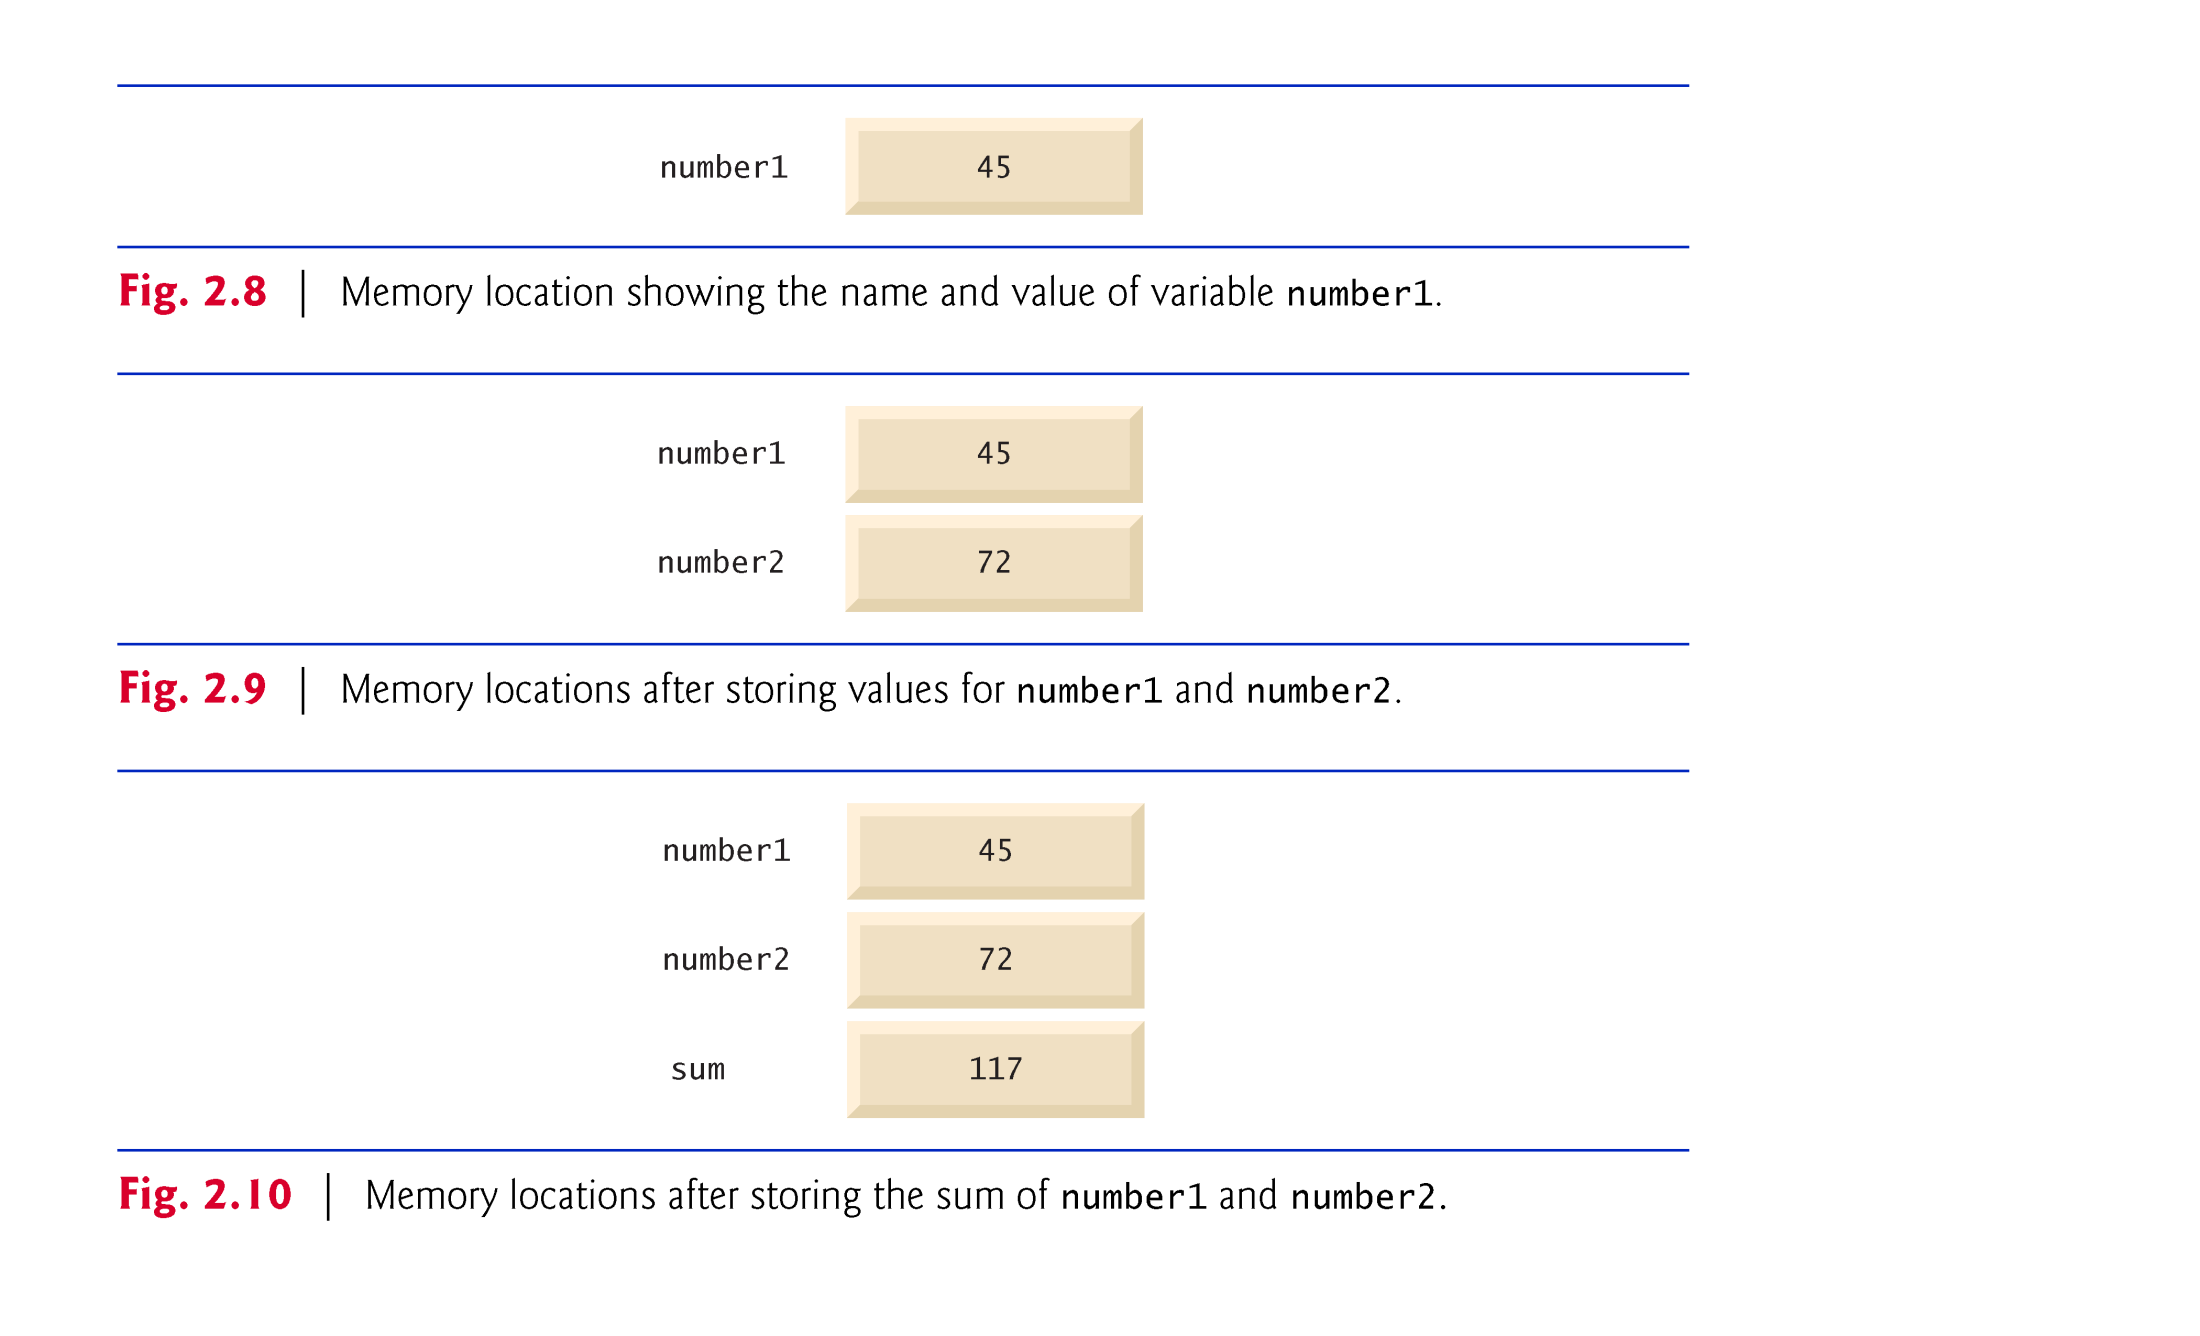 number1 45
Fig. 2.8 | Memory location showing the name and value of variable number1.
number1 45
number2 72
Fig. 2.9 | Memory locations after storing values for number1 and number2.
number1 45
number2 72
sum 117
Fig. 2.10 | Memory locations after storing the sum of number1 and number2.